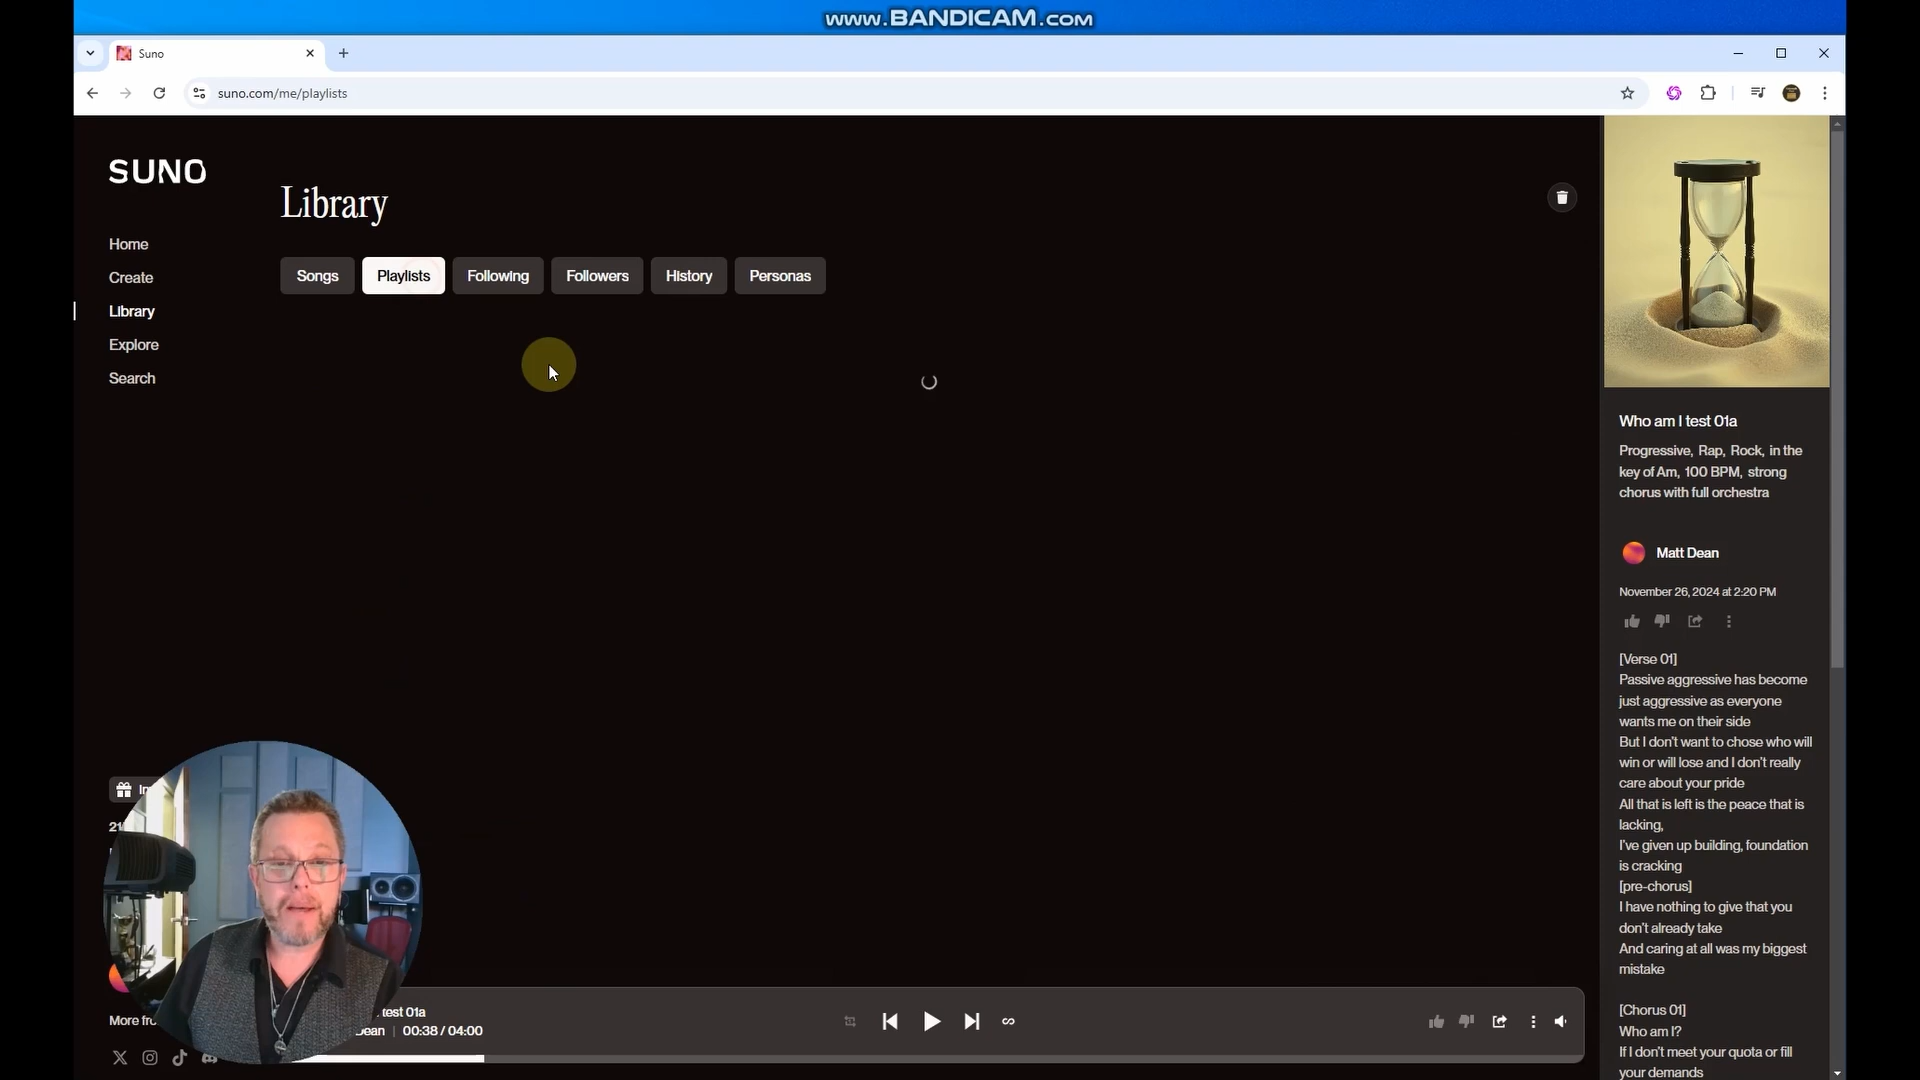 www.BANDICAM.com
Suno
suno.com/me/playlists
SUNO
Home
Create
Library
Explore
Search
Library
Songs
Playlists
Following
Followers
History
Personas
Who am I test 01a
Progressive, Rap, Rock, in the
key of Am, 100 BPM, strong
chorus with full orchestra
Matt Dean
November 26, 2024 at 2:20 PM
[Verse 01]
Passive aggressive has become
just aggressive as everyone
wants me on their side
But I don't want to chose who will
win or will lose and I don't really
care about your pride
All that is left is the peace that is
lacking,
I've given up building, foundation
is cracking
[pre-chorus]
I have nothing to give that you
don't already take
And caring at all was my biggest
mistake
[Chorus 01]
Who am I?
If I don't meet your quota or fill
your demands
More
test 01a
Dean | 00:38 / 04:00